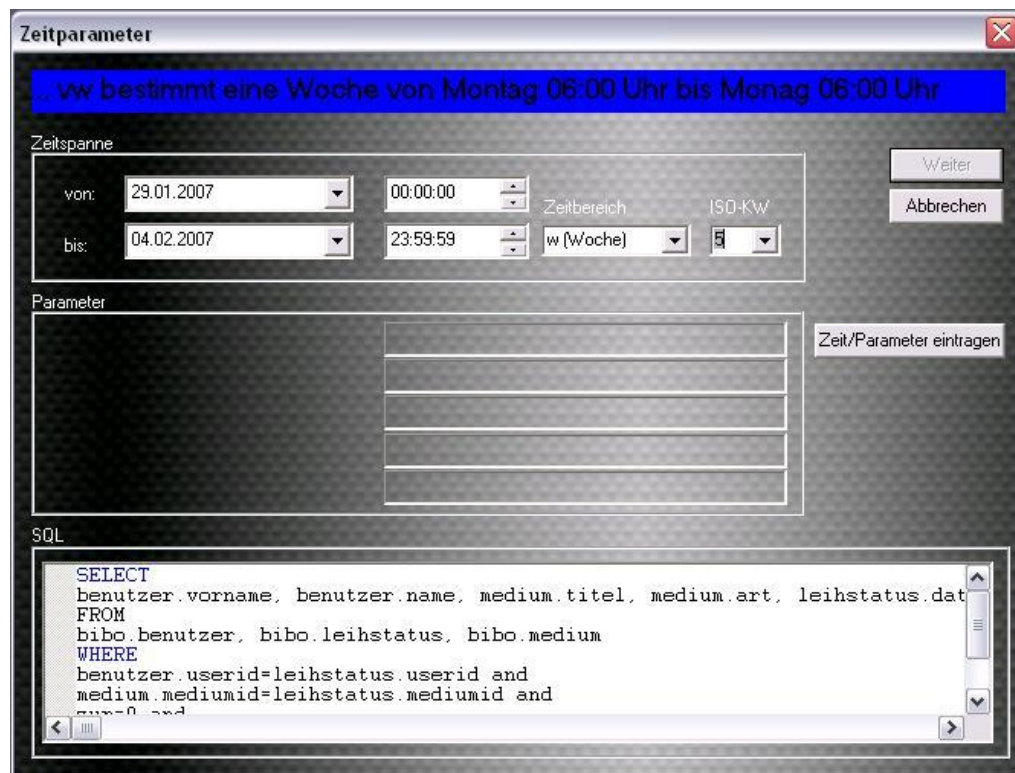 Zeitparameter
... vw bestimmt eine Woche von Montag 06:00 Uhr bis Monag 06:00 Uhr
Zeitspanne
von: 29.01.2007 00:00:00 Zeitbereich ISO-KW
bis: 04.02.2007 23:59:59 w (Woche) 5
Weiter
Abbrechen
Parameter
Zeit/Parameter eintragen
SQL
SELECT
benutzer.vorname, benutzer.name, medium.titel, medium.art, leihstatus.dat
FROM
bibo.benutzer, bibo.leihstatus, bibo.medium
WHERE
benutzer.userid=leihstatus.userid and
medium.mediumid=leihstatus.mediumid and